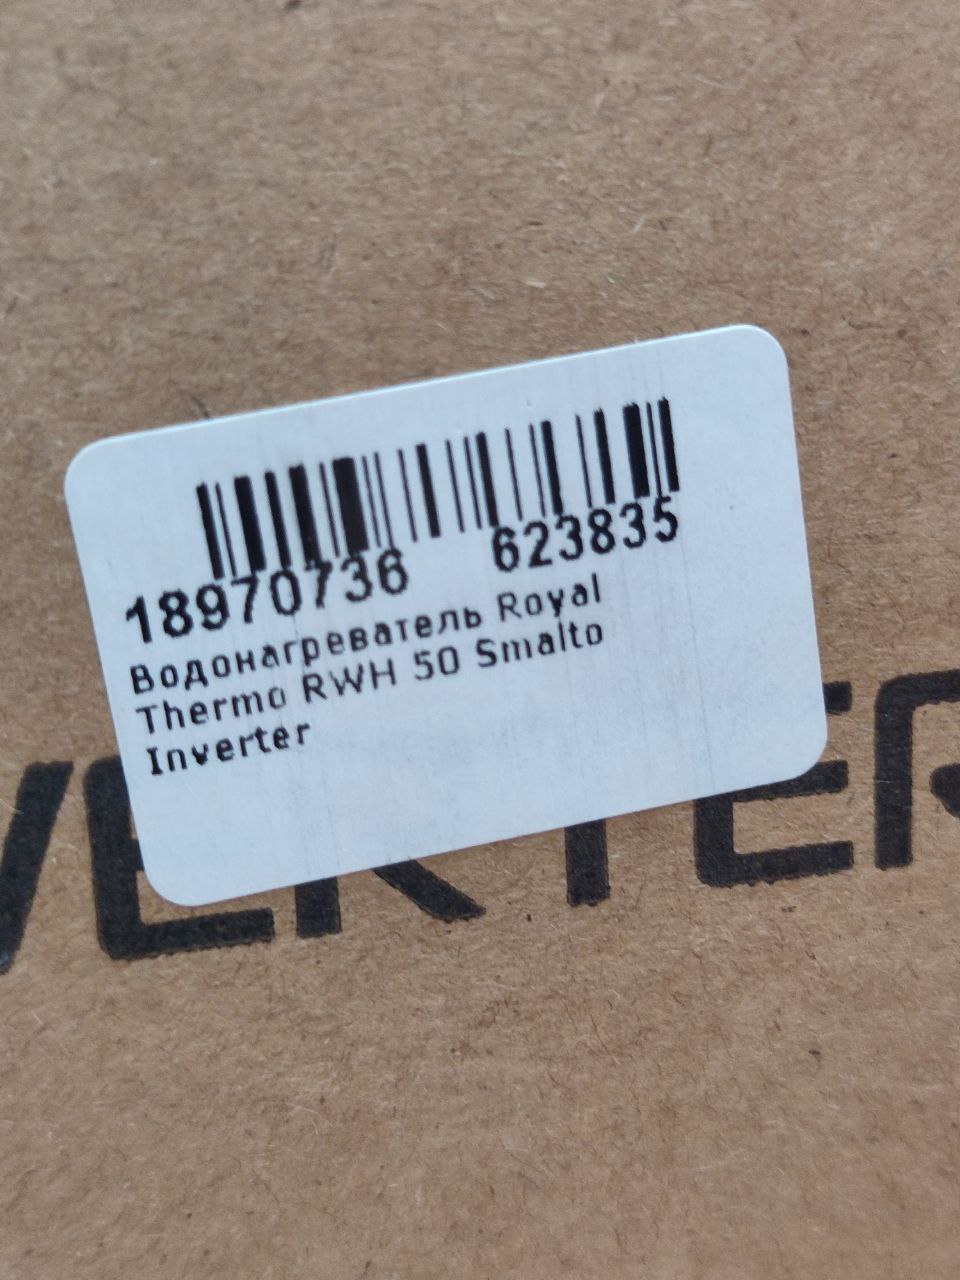 18970736 623835
Водонагреватель Royal
Thermo RWH 50 Smalto
Inverter
VERTER